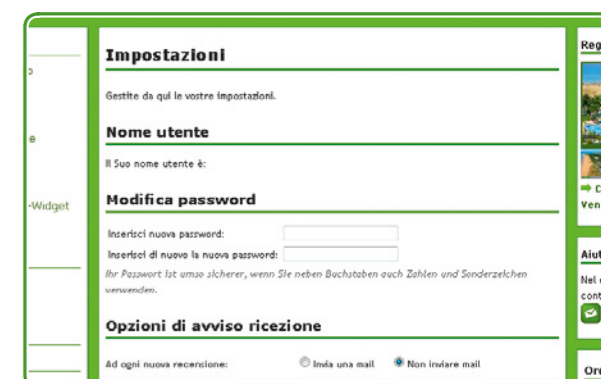 Impostazioni
Gestite da qui le vostre impostazioni.
Nome utente
Il Suo nome utente è:
Modifica password
Inserisci nuova password:
Inserisci di nuovo la nuova password:
Ihr Passwort ist umso sicherer, wenn Sie neben Buchstaben auch Zahlen und Sonderzeichen
verwenden.
Opzioni di avviso ricezione
Ad ogni nuova recensione: Invia una mail Non inviare mail
-Widget
Reg
Ven
Aiut
Nel
cont
Ord